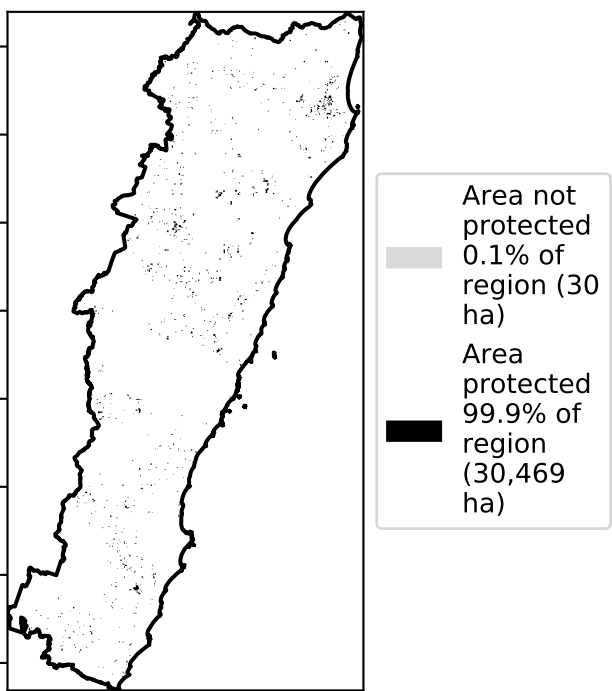 Area not
protected
0.1% of
region (30
ha)
Area
protected
99.9% of
region
(30,469
ha)